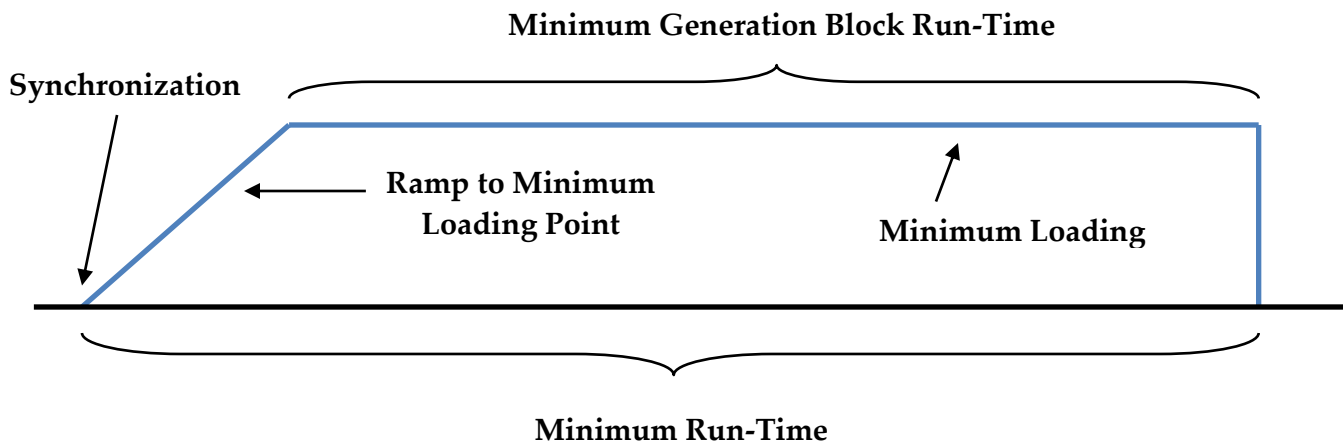 Minimum Generation Block Run-Time
Synchronization
Ramp to Minimum
Loading Point
Minimum Loading
Minimum Run-Time